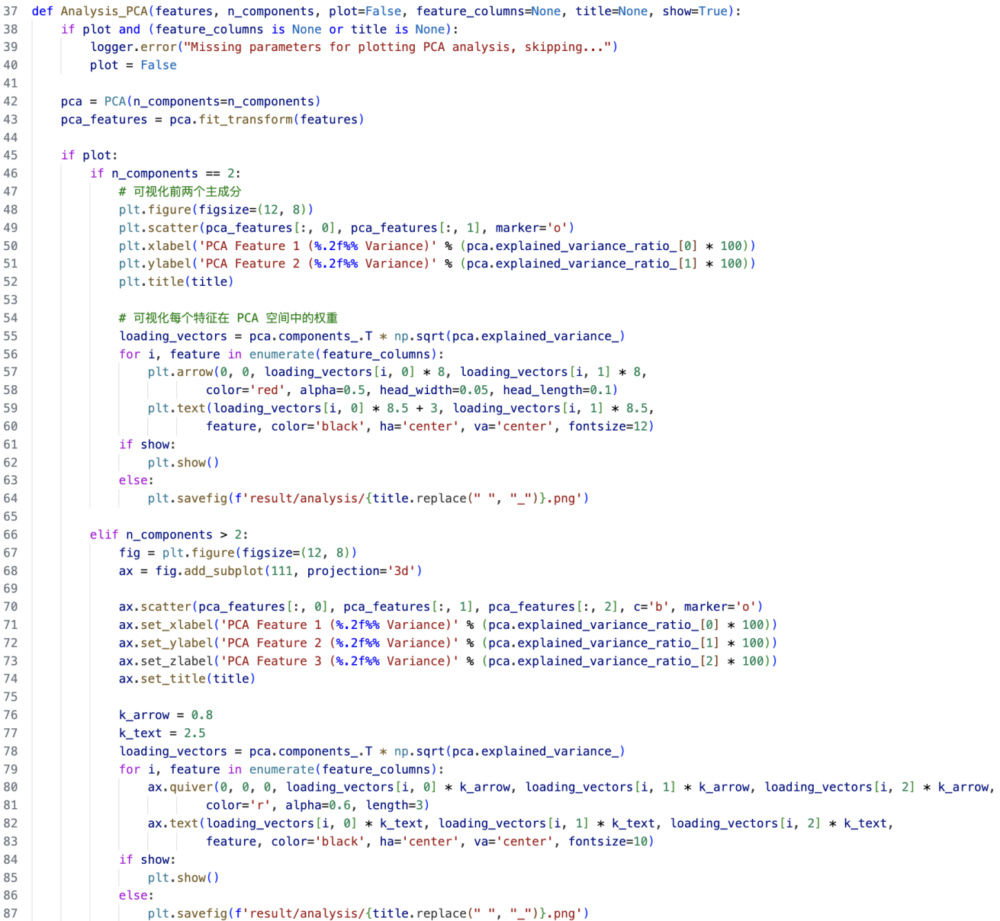 37 def Analysis_PCA(features, n_components, plot=False, feature_columns=None, title=None, show=True):
38     if plot and (feature_columns is None or title is None):
39         logger.error("Missing parameters for plotting PCA analysis, skipping...")
40         plot = False
41
42     pca = PCA(n_components=n_components)
43     pca_features = pca.fit_transform(features)
44
45     if plot:
46         if n_components == 2:
47             # 可视化前两个主成分
48             plt.figure(figsize=(12, 8))
49             plt.scatter(pca_features[:, 0], pca_features[:, 1], marker='o')
50             plt.xlabel('PCA Feature 1 (%.2f%% Variance)' % (pca.explained_variance_ratio_[0] * 100))
51             plt.ylabel('PCA Feature 2 (%.2f%% Variance)' % (pca.explained_variance_ratio_[1] * 100))
52             plt.title(title)
53
54             # 可视化每个特征在 PCA 空间中的权重
55             loading_vectors = pca.components_.T * np.sqrt(pca.explained_variance_)
56             for i, feature in enumerate(feature_columns):
57                 plt.arrow(0, 0, loading_vectors[i, 0] * 8, loading_vectors[i, 1] * 8,
58                         color='red', alpha=0.5, head_width=0.05, head_length=0.1)
59                 plt.text(loading_vectors[i, 0] * 8.5 + 3, loading_vectors[i, 1] * 8.5,
60                         feature, color='black', ha='center', va='center', fontsize=12)
61             if show:
62                 plt.show()
63             else:
64                 plt.savefig(f'result/analysis/{title.replace(" ", "_")}.png')
65
66         elif n_components > 2:
67             fig = plt.figure(figsize=(12, 8))
68             ax = fig.add_subplot(111, projection='3d')
69
70             ax.scatter(pca_features[:, 0], pca_features[:, 1], pca_features[:, 2], c='b', marker='o')
71             ax.set_xlabel('PCA Feature 1 (%.2f%% Variance)' % (pca.explained_variance_ratio_[0] * 100))
72             ax.set_ylabel('PCA Feature 2 (%.2f%% Variance)' % (pca.explained_variance_ratio_[1] * 100))
73             ax.set_zlabel('PCA Feature 3 (%.2f%% Variance)' % (pca.explained_variance_ratio_[2] * 100))
74             ax.set_title(title)
75
76             k_arrow = 0.8
77             k_text = 2.5
78             loading_vectors = pca.components_.T * np.sqrt(pca.explained_variance_)
79             for i, feature in enumerate(feature_columns):
80                 ax.quiver(0, 0, 0, loading_vectors[i, 0] * k_arrow, loading_vectors[i, 1] * k_arrow, loading_vectors[i, 2] * k_arrow,
81                         color='r', alpha=0.6, length=3)
82                 ax.text(loading_vectors[i, 0] * k_text, loading_vectors[i, 1] * k_text, loading_vectors[i, 2] * k_text,
83                         feature, color='black', ha='center', va='center', fontsize=10)
84             if show:
85                 plt.show()
86             else:
87                 plt.savefig(f'result/analysis/{title.replace(" ", "_")}.png')